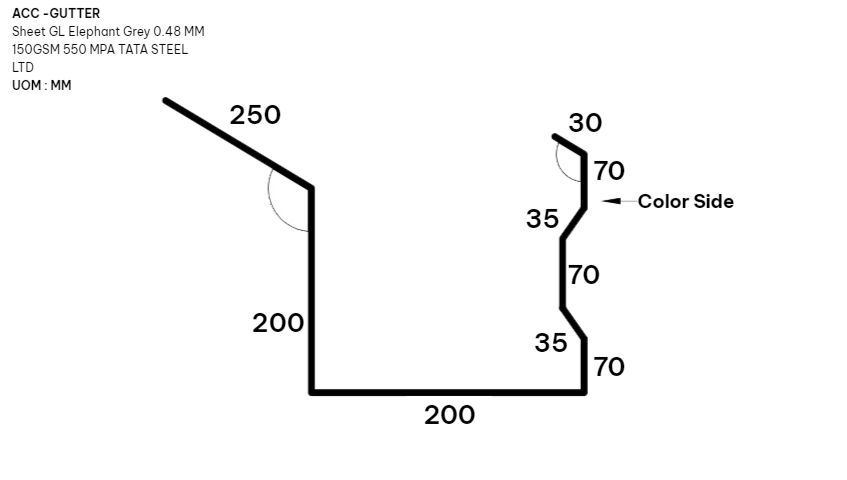 ACC -GUTTER
Sheet GL Elephant Grey 0.48 MM
150GSM 550 MPA TATA STEEL
LTD
UOM : MM
250
30
70
Color Side
35
70
200
35
70
200